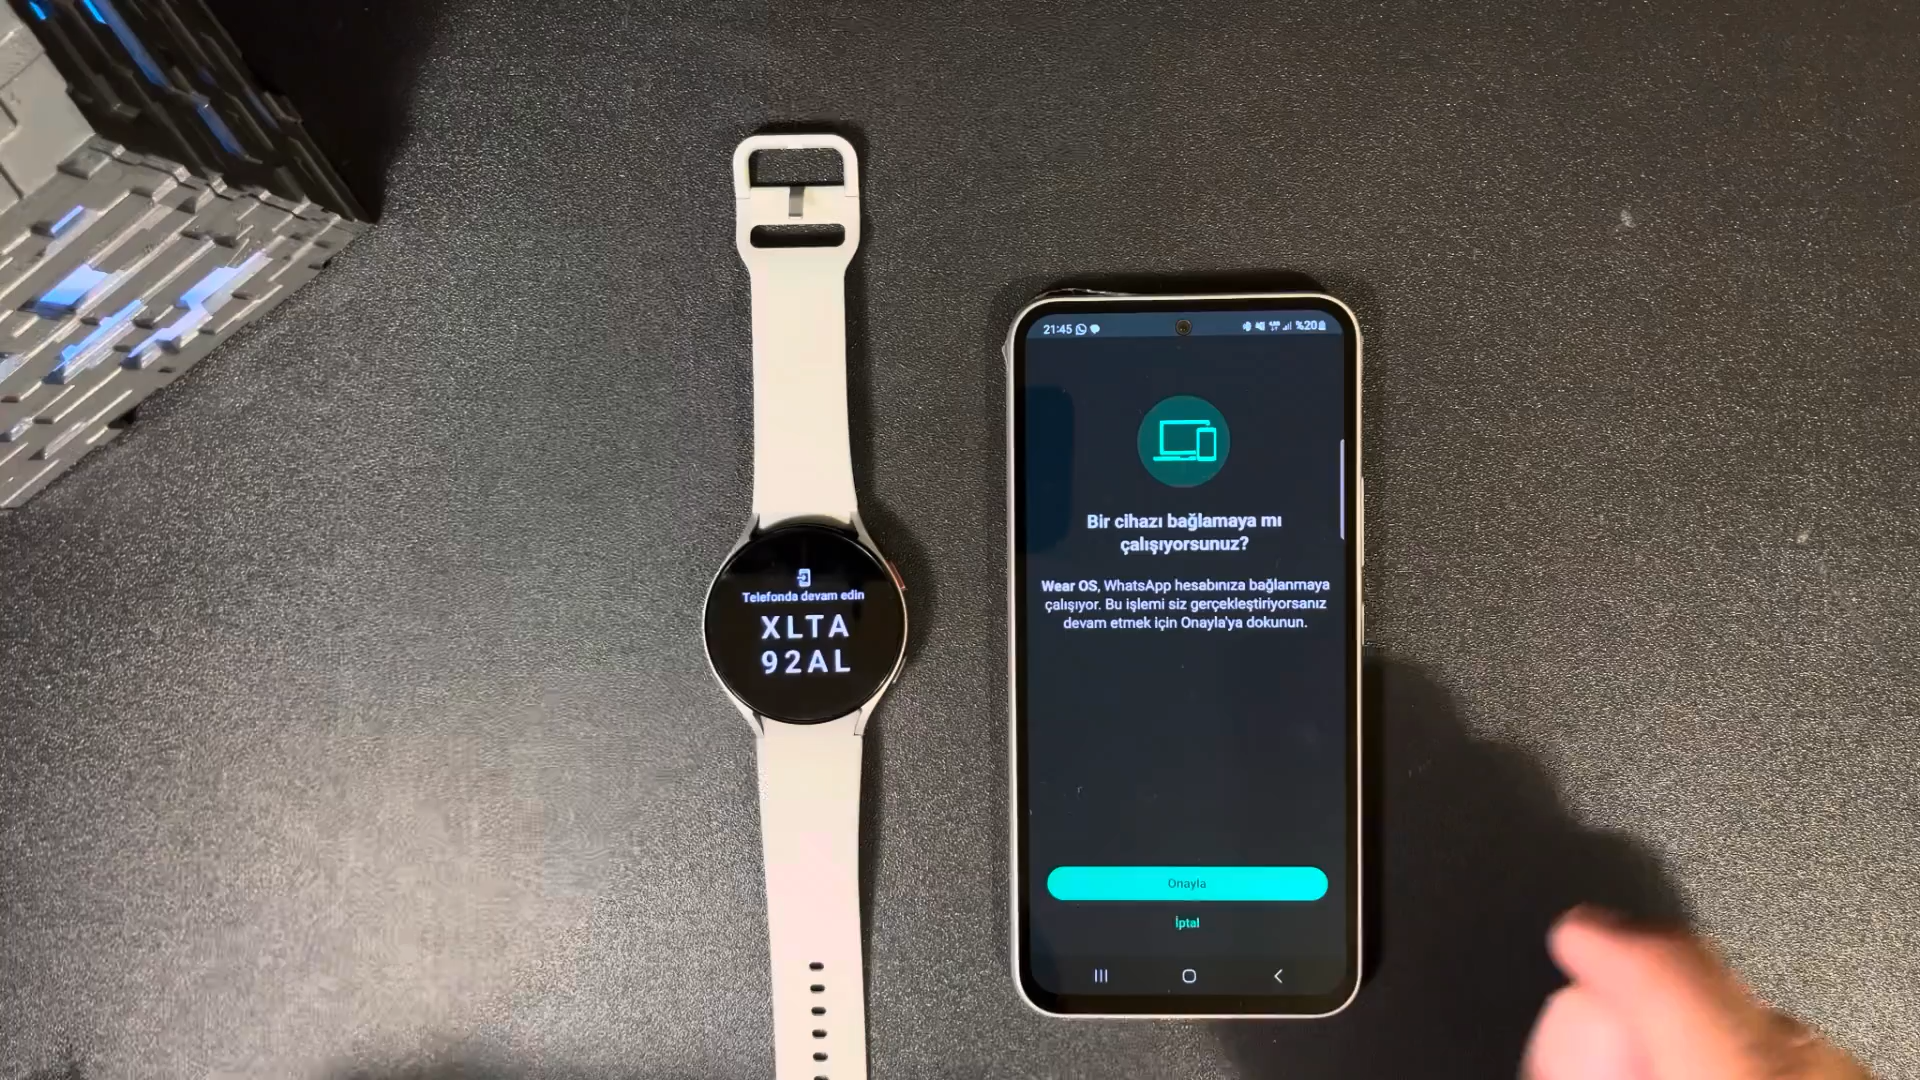 Telefonda devam edin
XLTA
92AL
21:45
%20
Bir cihazı bağlamaya mı
çalışıyorsunuz?
Wear OS, WhatsApp hesabınıza bağlanmaya
çalışıyor. Bu işlemi siz gerçekleştiriyorsanız
devam etmek için Onayla'ya dokunun.
Onayla
İptal